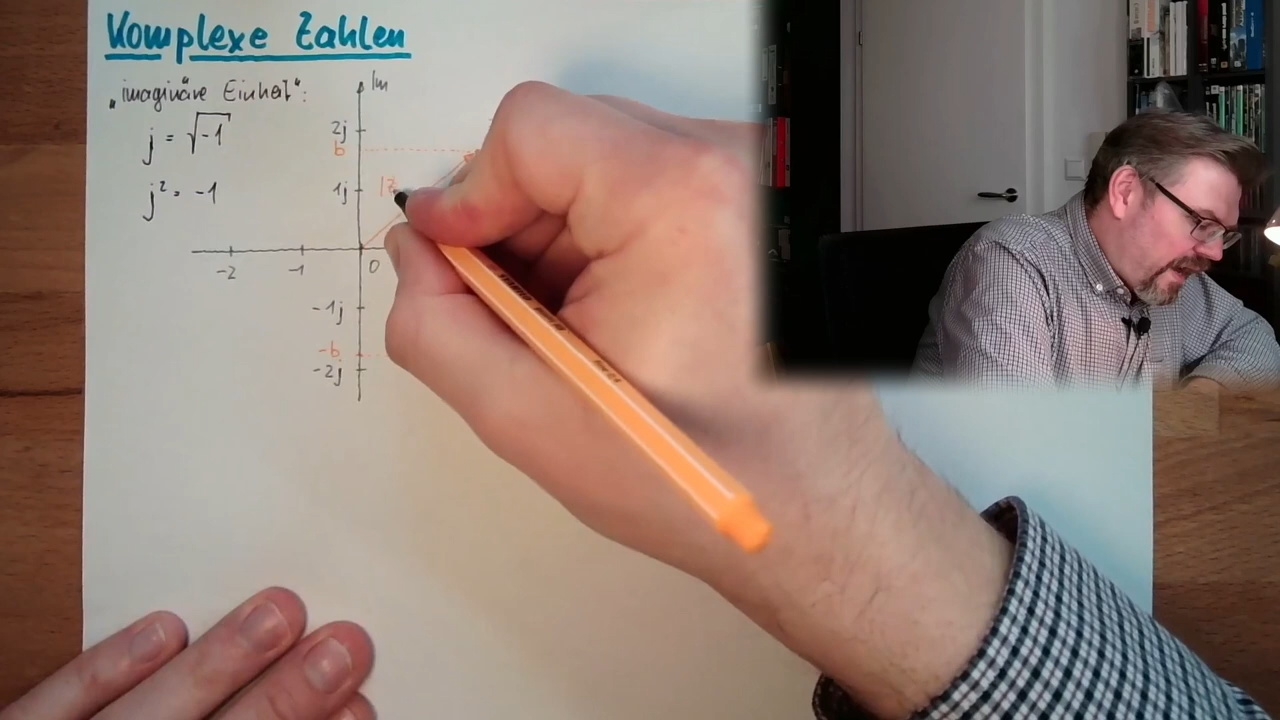 Komplexe Zahlen
"imaginäre Einheit":
j = √-1
j² = -1
Im
2j
b
1j
|z
-2 -1 0
-1j
-b
-2j